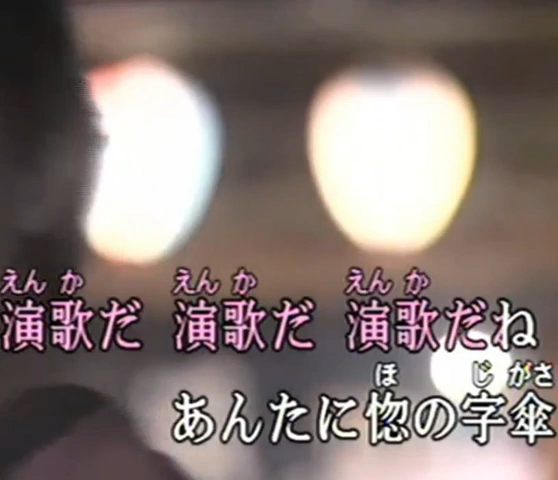 えん か えん か えん か
演歌だ 演歌だ 演歌だね
ほ じ がさ
あんたに惚の字傘